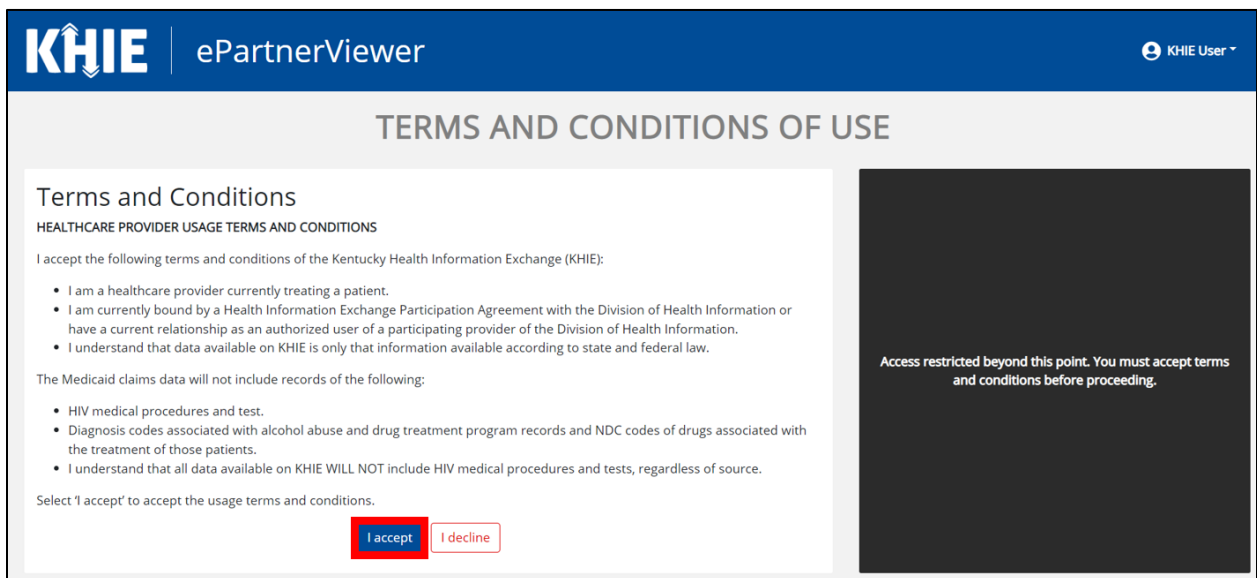 KHIE
ePartnerViewer
KHIE User
TERMS AND CONDITIONS OF USE
Terms and Conditions
HEALTHCARE PROVIDER USAGE TERMS AND CONDITIONS
I accept the following terms and conditions of the Kentucky Health Information Exchange (KHIE):
• I am a healthcare provider currently treating a patient.
• I am currently bound by a Health Information Exchange Participation Agreement with the Division of Health Information or
have a current relationship as an authorized user of a participating provider of the Division of Health Information.
• I understand that data available on KHIE is only that information available according to state and federal law.
The Medicaid claims data will not include records of the following:
• HIV medical procedures and test.
• Diagnosis codes associated with alcohol abuse and drug treatment program records and NDC codes of drugs associated with
the treatment of those patients.
• I understand that all data available on KHIE WILL NOT include HIV medical procedures and tests, regardless of source.
Select 'I accept' to accept the usage terms and conditions.
I accept
I decline
Access restricted beyond this point. You must accept terms
and conditions before proceeding.